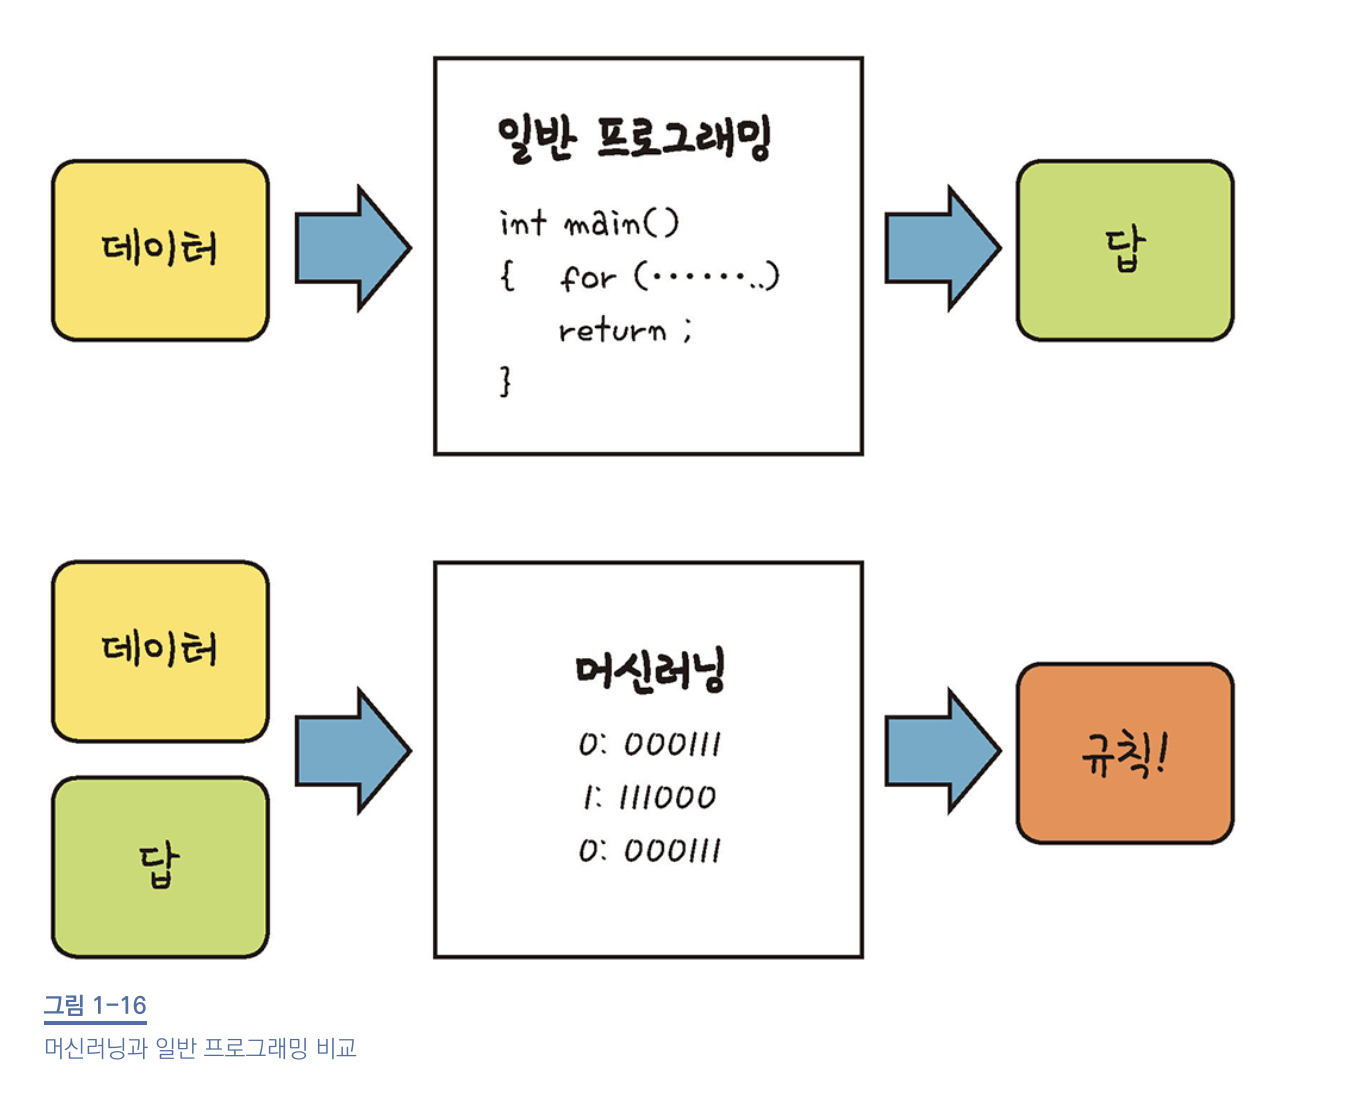 일반 프로그래밍
데이터
int main()
{ for (········)
return ;
}
답
데이터
답
머신러닝
0: 000111
1: 111000
0: 000111
규칙!
그림 1-16
머신러닝과 일반 프로그래밍 비교